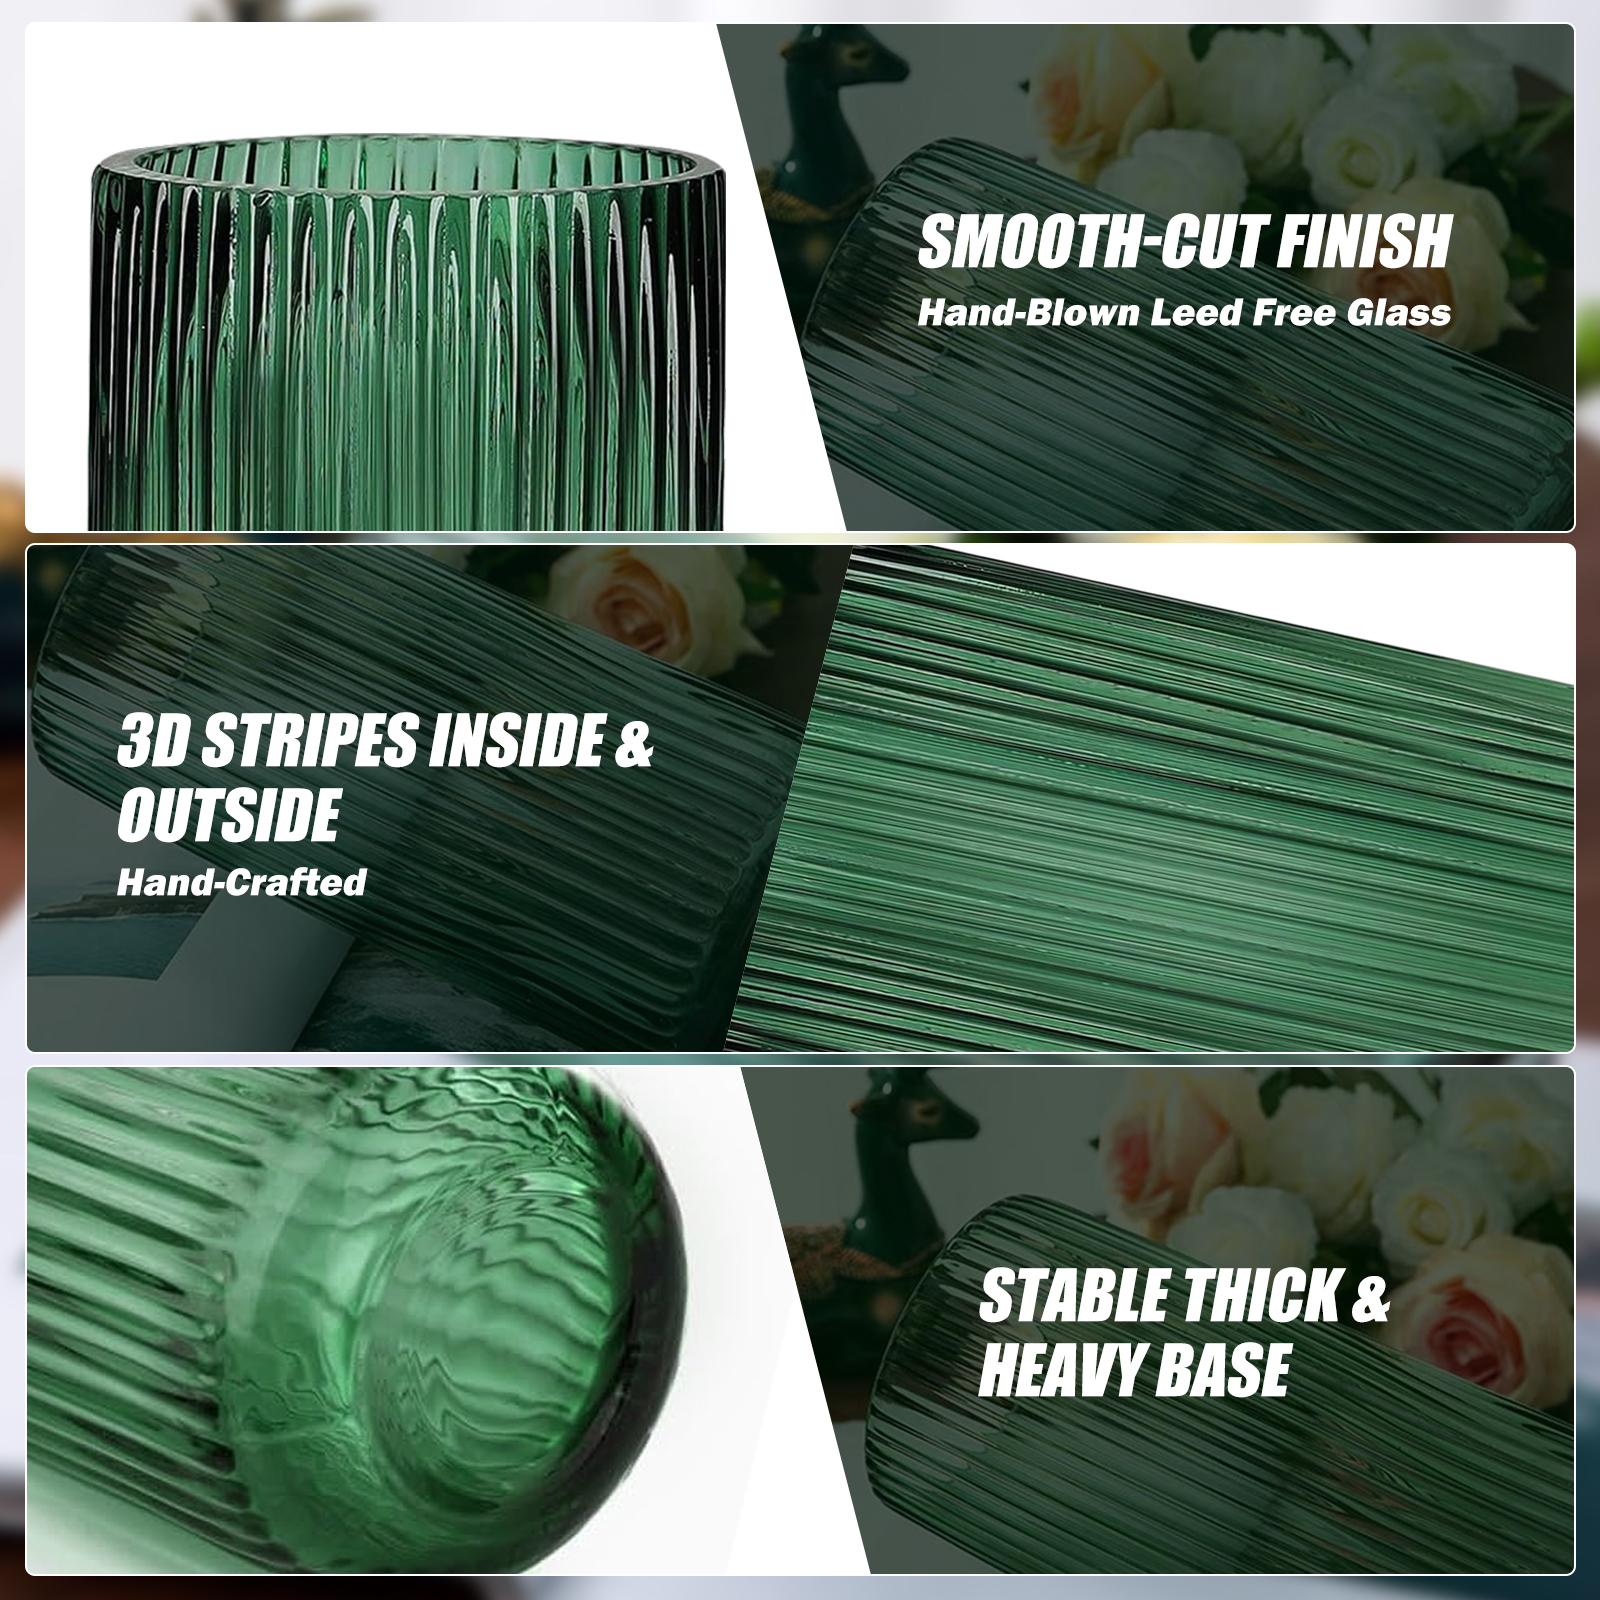 SMOOTH-CUT FINISH
Hand-Blown Leed Free Glass
3D STRIPES INSIDE &
OUTSIDE
Hand-Crafted
STABLE THICK &
HEAVY BASE